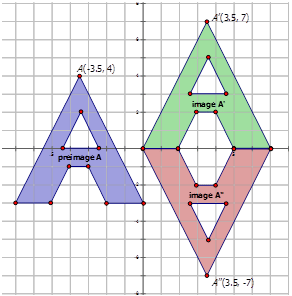 A'(3.5, 7)
A(-3.5, 4)
image A'
preimage A
image A"
A"(3.5, -7)